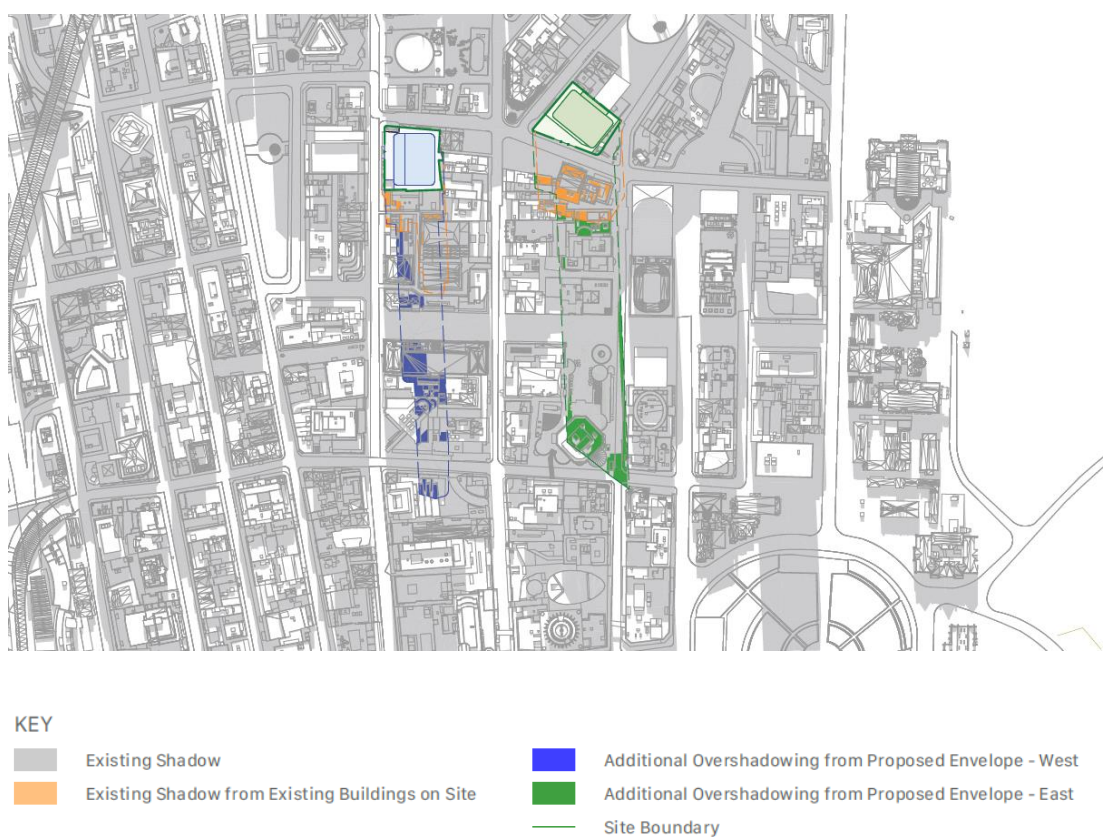 KEY
Existing Shadow
Existing Shadow from Existing Buildings on Site
Additional Overshadowing from Proposed Envelope - West
Additional Overshadowing from Proposed Envelope - East
Site Boundary